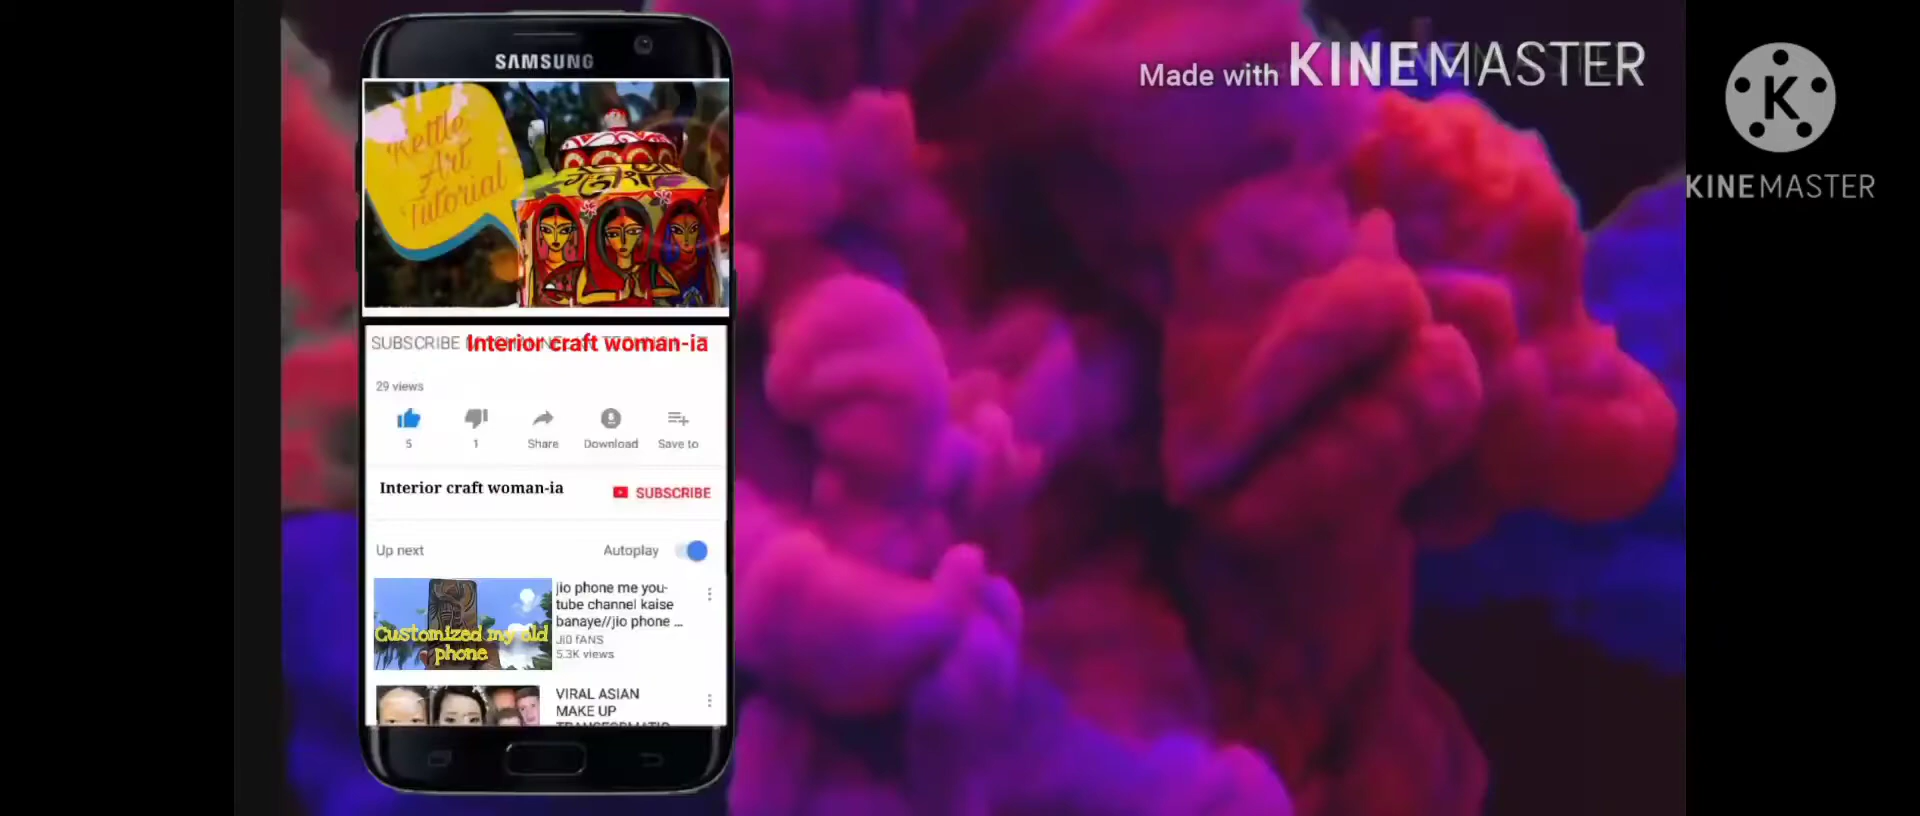 SAMSUNG
Made with KINEMASTER
K
KINEMASTER
Kettle
Art
Tutorial
SUBSCRIBE
Interior craft woman-ia
29 views
5
1
Share
Download
Save to
Interior craft woman-ia
SUBSCRIBE
Up next
Autoplay
Customized my old
phone
jio phone me you-
tube channel kaise
banaye//jio phone ...
JIO fANS
5.3K views
VIRAL ASIAN
MAKE UP